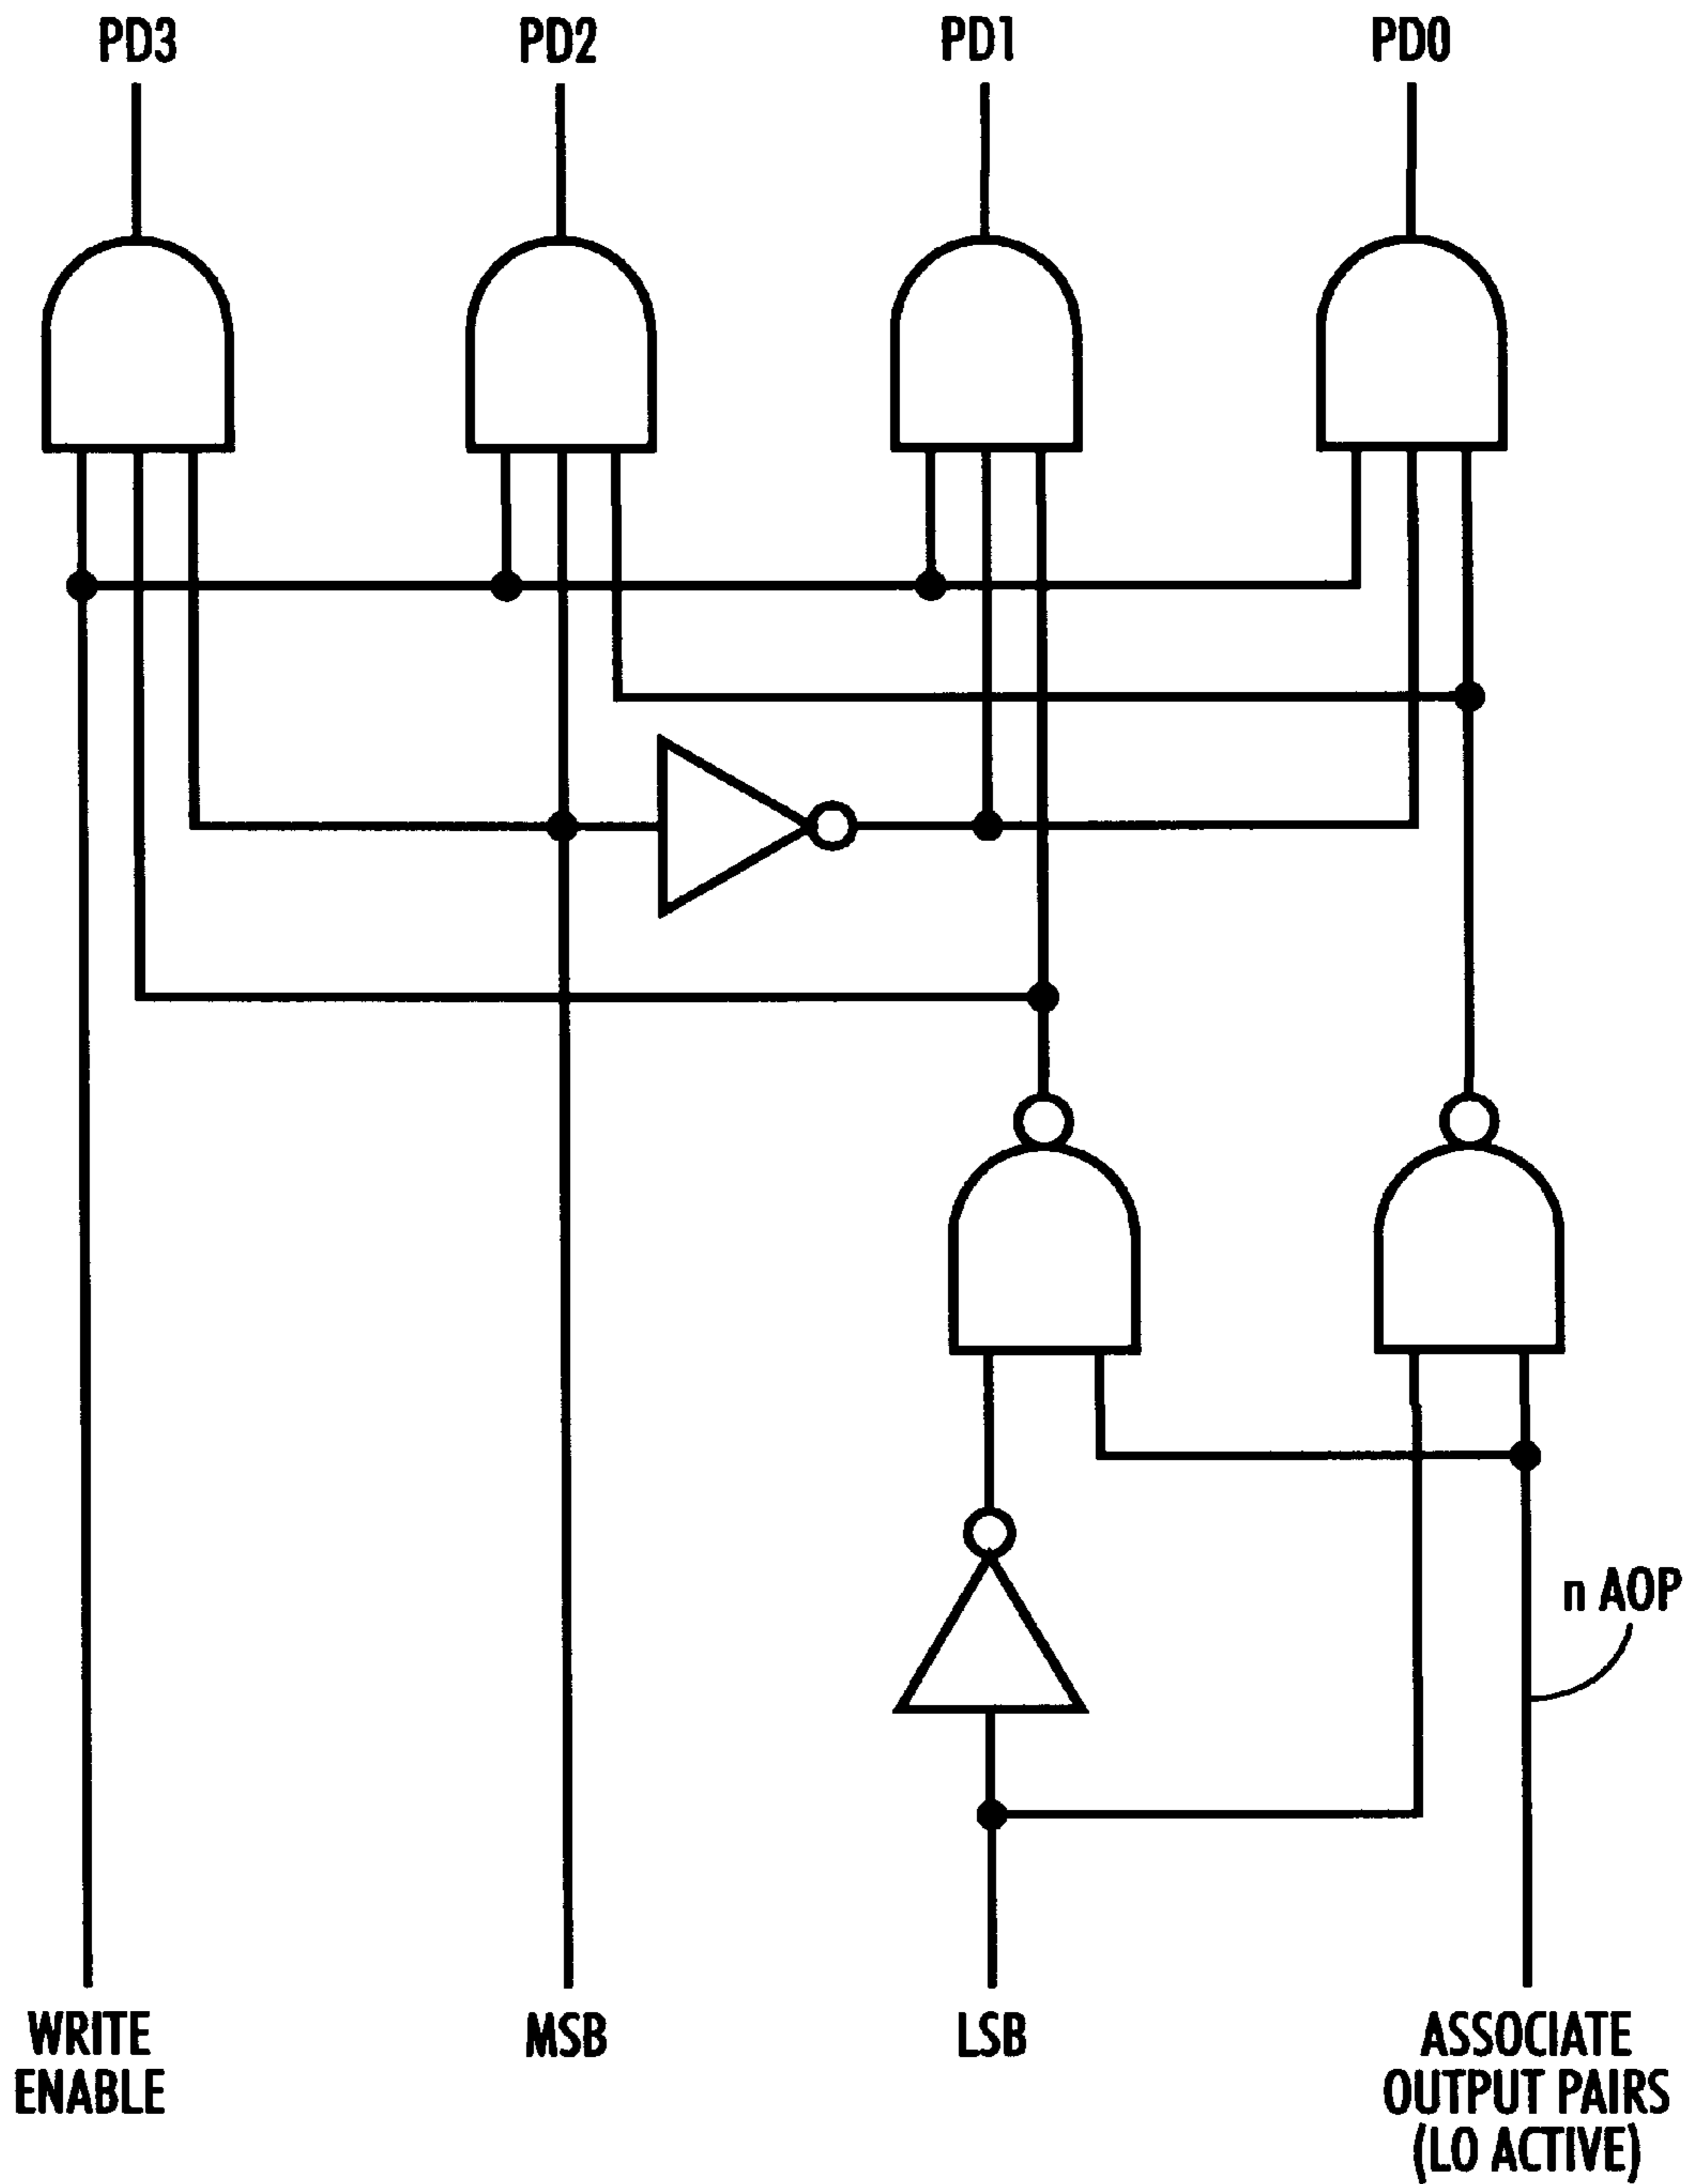 PD3 PD2 PD1 PD0
n AOP
WRITE
ENABLE
MSB
LSB
ASSOCIATE
OUTPUT PAIRS
(LO ACTIVE)